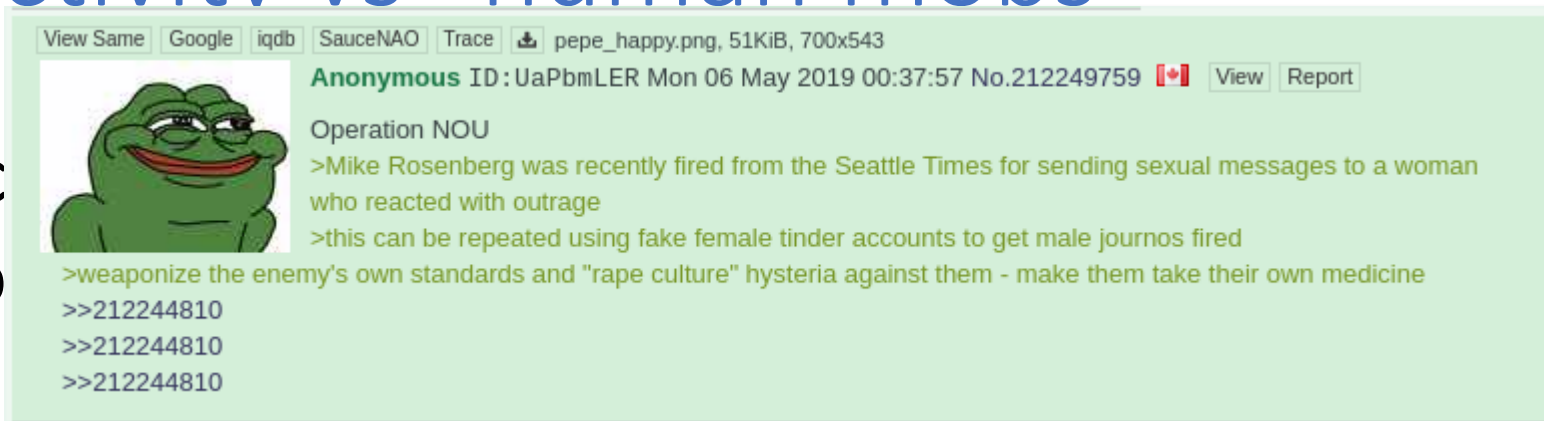 View Same Google iqdb SauceNAO Trace pepe_happy.png, 51KiB, 700x543
Anonymous ID:UaPbmLER Mon 06 May 2019 00:37:57 No.212249759 View Report
Operation NOU
>Mike Rosenberg was recently fired from the Seattle Times for sending sexual messages to a woman
who reacted with outrage
>this can be repeated using fake female tinder accounts to get male journos fired
>weaponize the enemy's own standards and "rape culture" hysteria against them - make them take their own medicine
>>212244810
>>212244810
>>212244810